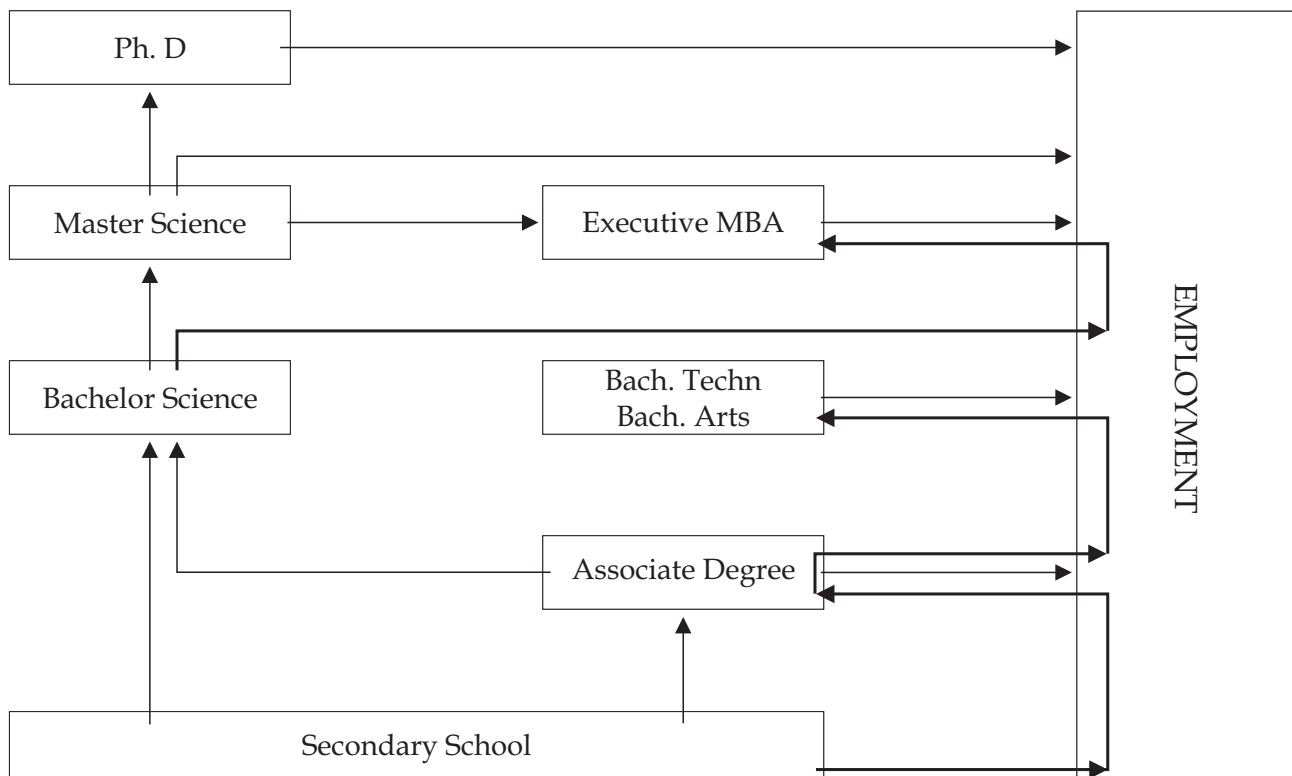 Ph. D
Master Science
Executive MBA
EMPLOYMENT
Bachelor Science
Bach. Techn
Bach. Arts
Associate Degree
Secondary School